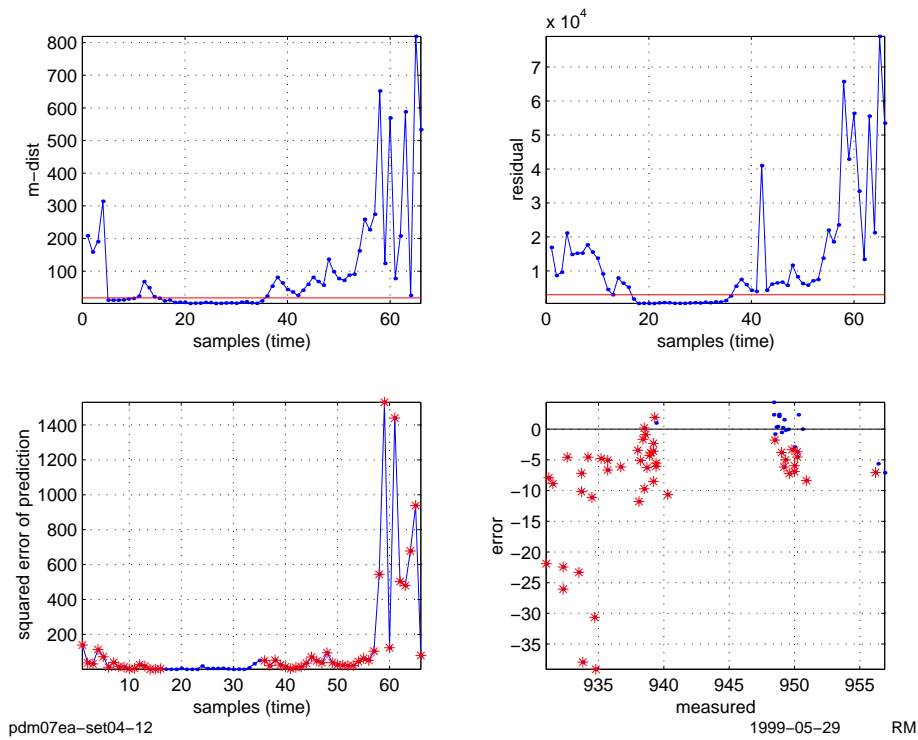 800
700
600
500
400
300
200
100
0 20 40 60
m−dist
samples (time)
x 10^4
7
6
5
4
3
2
1
0 20 40 60
residual
samples (time)
1400
1200
1000
800
600
400
200
10 20 30 40 50 60
squared error of prediction
samples (time)
0
−5
−10
−15
−20
−25
−30
−35
935 940 945 950 955
error
measured
pdm07ea−set04−12 1999−05−29 RM